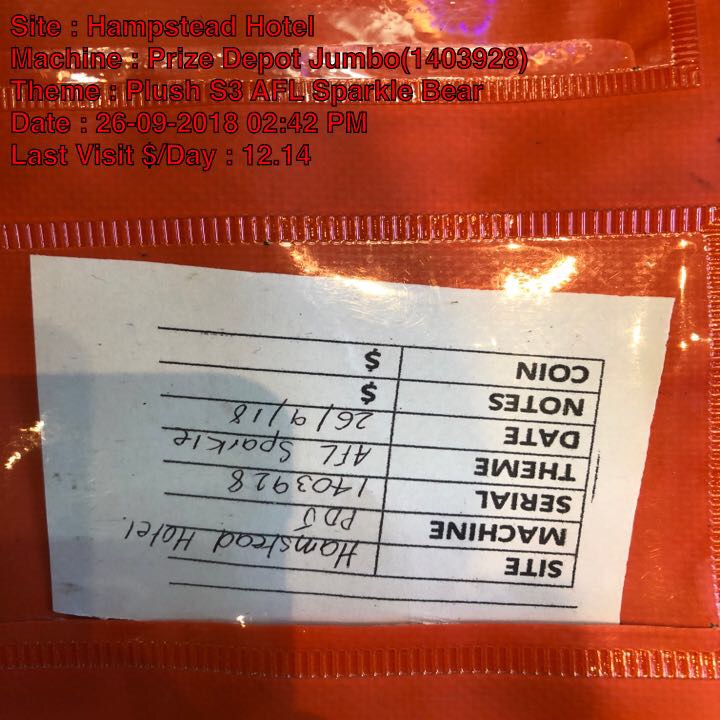 Site : Hampstead Hotel
Machine : Prize Depot Jumbo(1403928)
Theme : Plush S3 AFL Sparkle Bear
Date : 26-09-2018 02:42 PM
Last Visit $/Day : 12.14
SITE Hamstead Hotel
MACHINE PDJ
SERIAL 1403928
THEME AFL Sparkle
DATE 26/9/18
NOTES $
COIN $